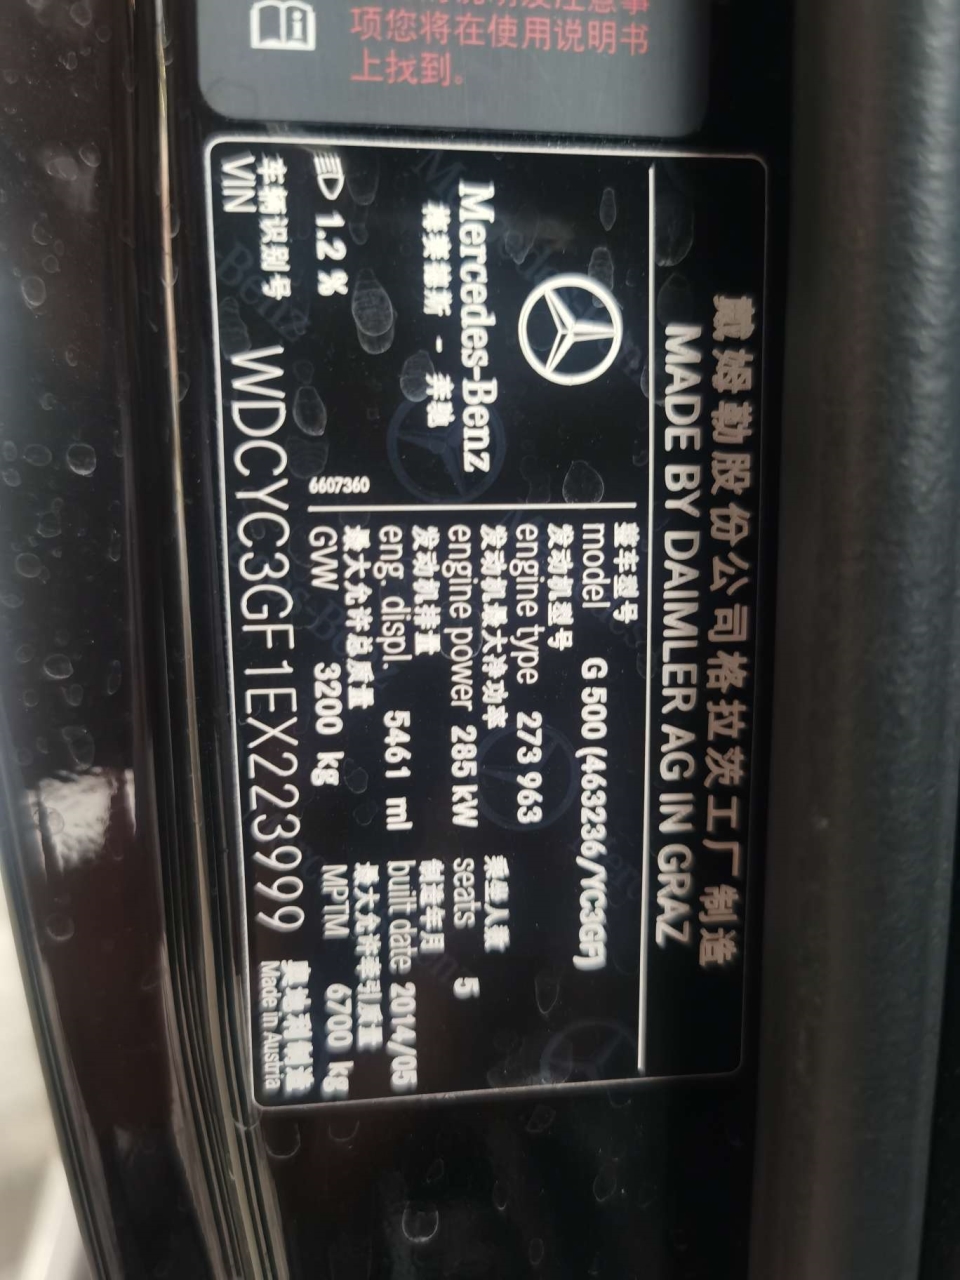 项您将在使用说明书
上找到。
戴姆勒股份公司格拉茨工厂制造
MADE BY DAIMLER AG IN GRAZ
Mercedes-Benz
梅赛德斯 - 奔驰
1.2 %
6607360
整车型号
model G 500 (463236/YC3GF)
发动机型号
engine type 273 963
发动机最大净功率
engine power 285 kW
发动机排量
eng. displ. 5461 ml
最大允许总质量
GVW 3200 kg
乘坐人数
seats 5
制造年月
built date 2014/05
最大允许牵引质量
MPTM 6700 kg
车辆识别号
VIN WDCYC3GF1EX223999
奥地利制造
Made in Austria